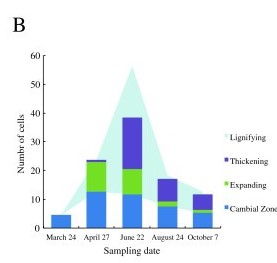 B
Numbr of cells
60
50
40
30
20
10
0
March 24 April 27 June 22 August 24 October 7
Sampling date
Lignifying
Thickening
Expanding
Cambial Zone